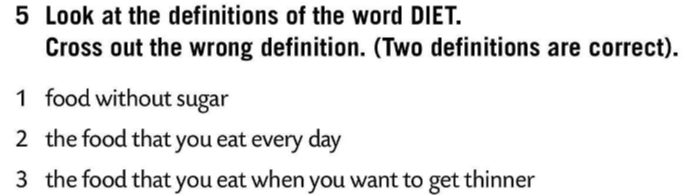 5 Look at the definitions of the word DIET.
Cross out the wrong definition. (Two definitions are correct).
1 food without sugar
2 the food that you eat every day
3 the food that you eat when you want to get thinner